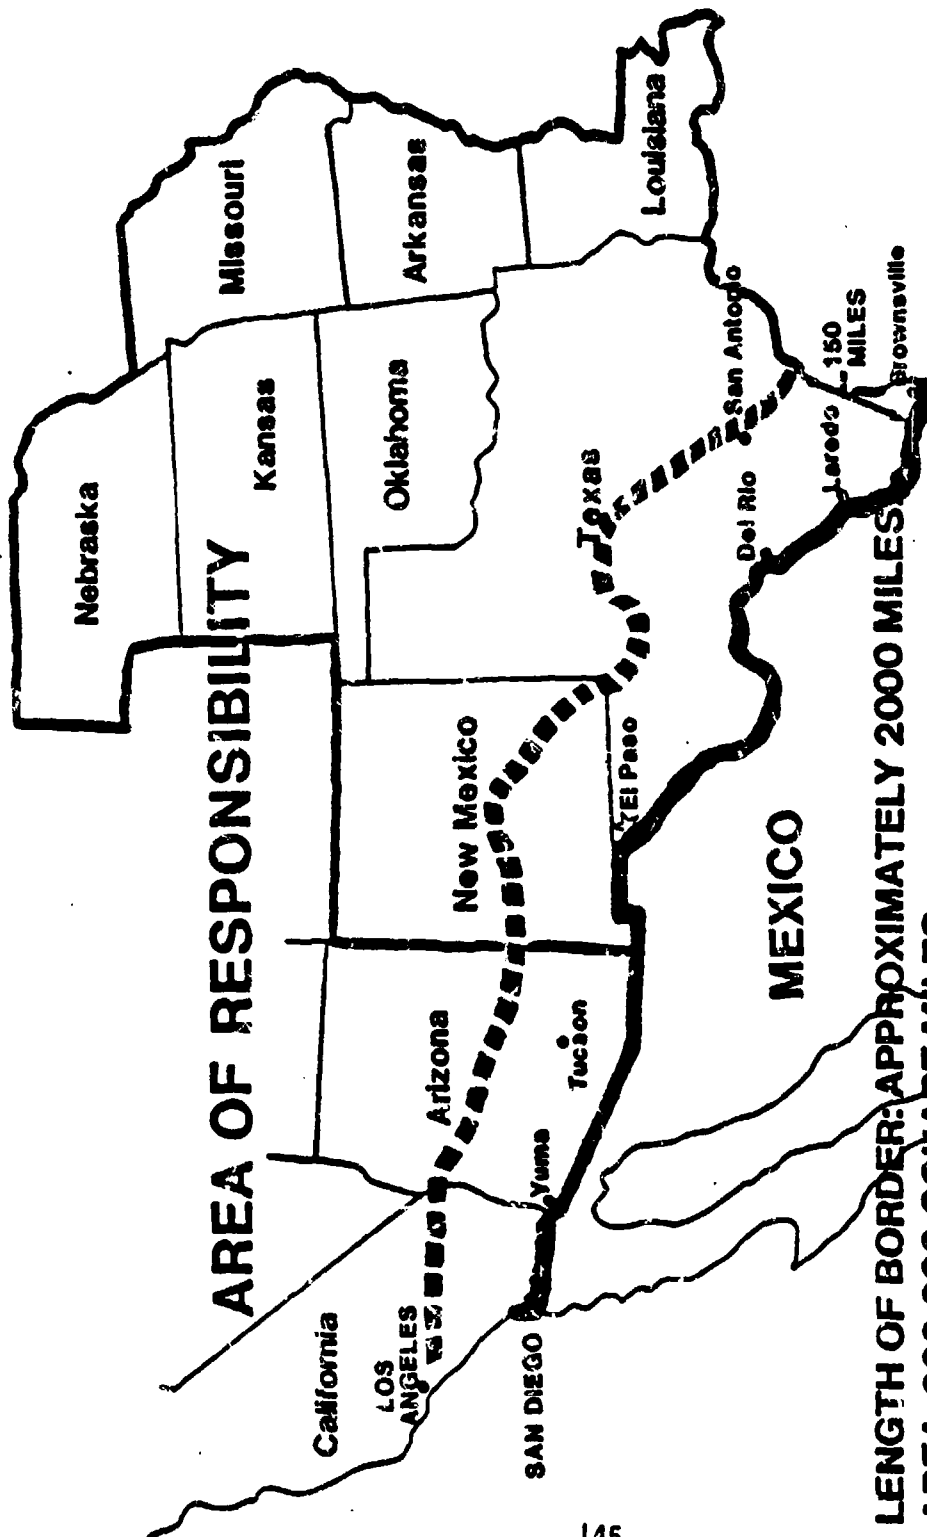 AREA OF RESPONSIBILITY
Nebraska
Missouri
Kansas
California
Arizona
New Mexico
Oklahoma
Arkansas
LOS
ANGELES
Texas
SAN DIEGO
Yuma
Tucson
El Paso
Louisiana
Del Rio
San Antonio
MEXICO
Laredo
150
MILES
Brownsville
LENGTH OF BORDER: APPROXIMATELY 2000 MILES
145